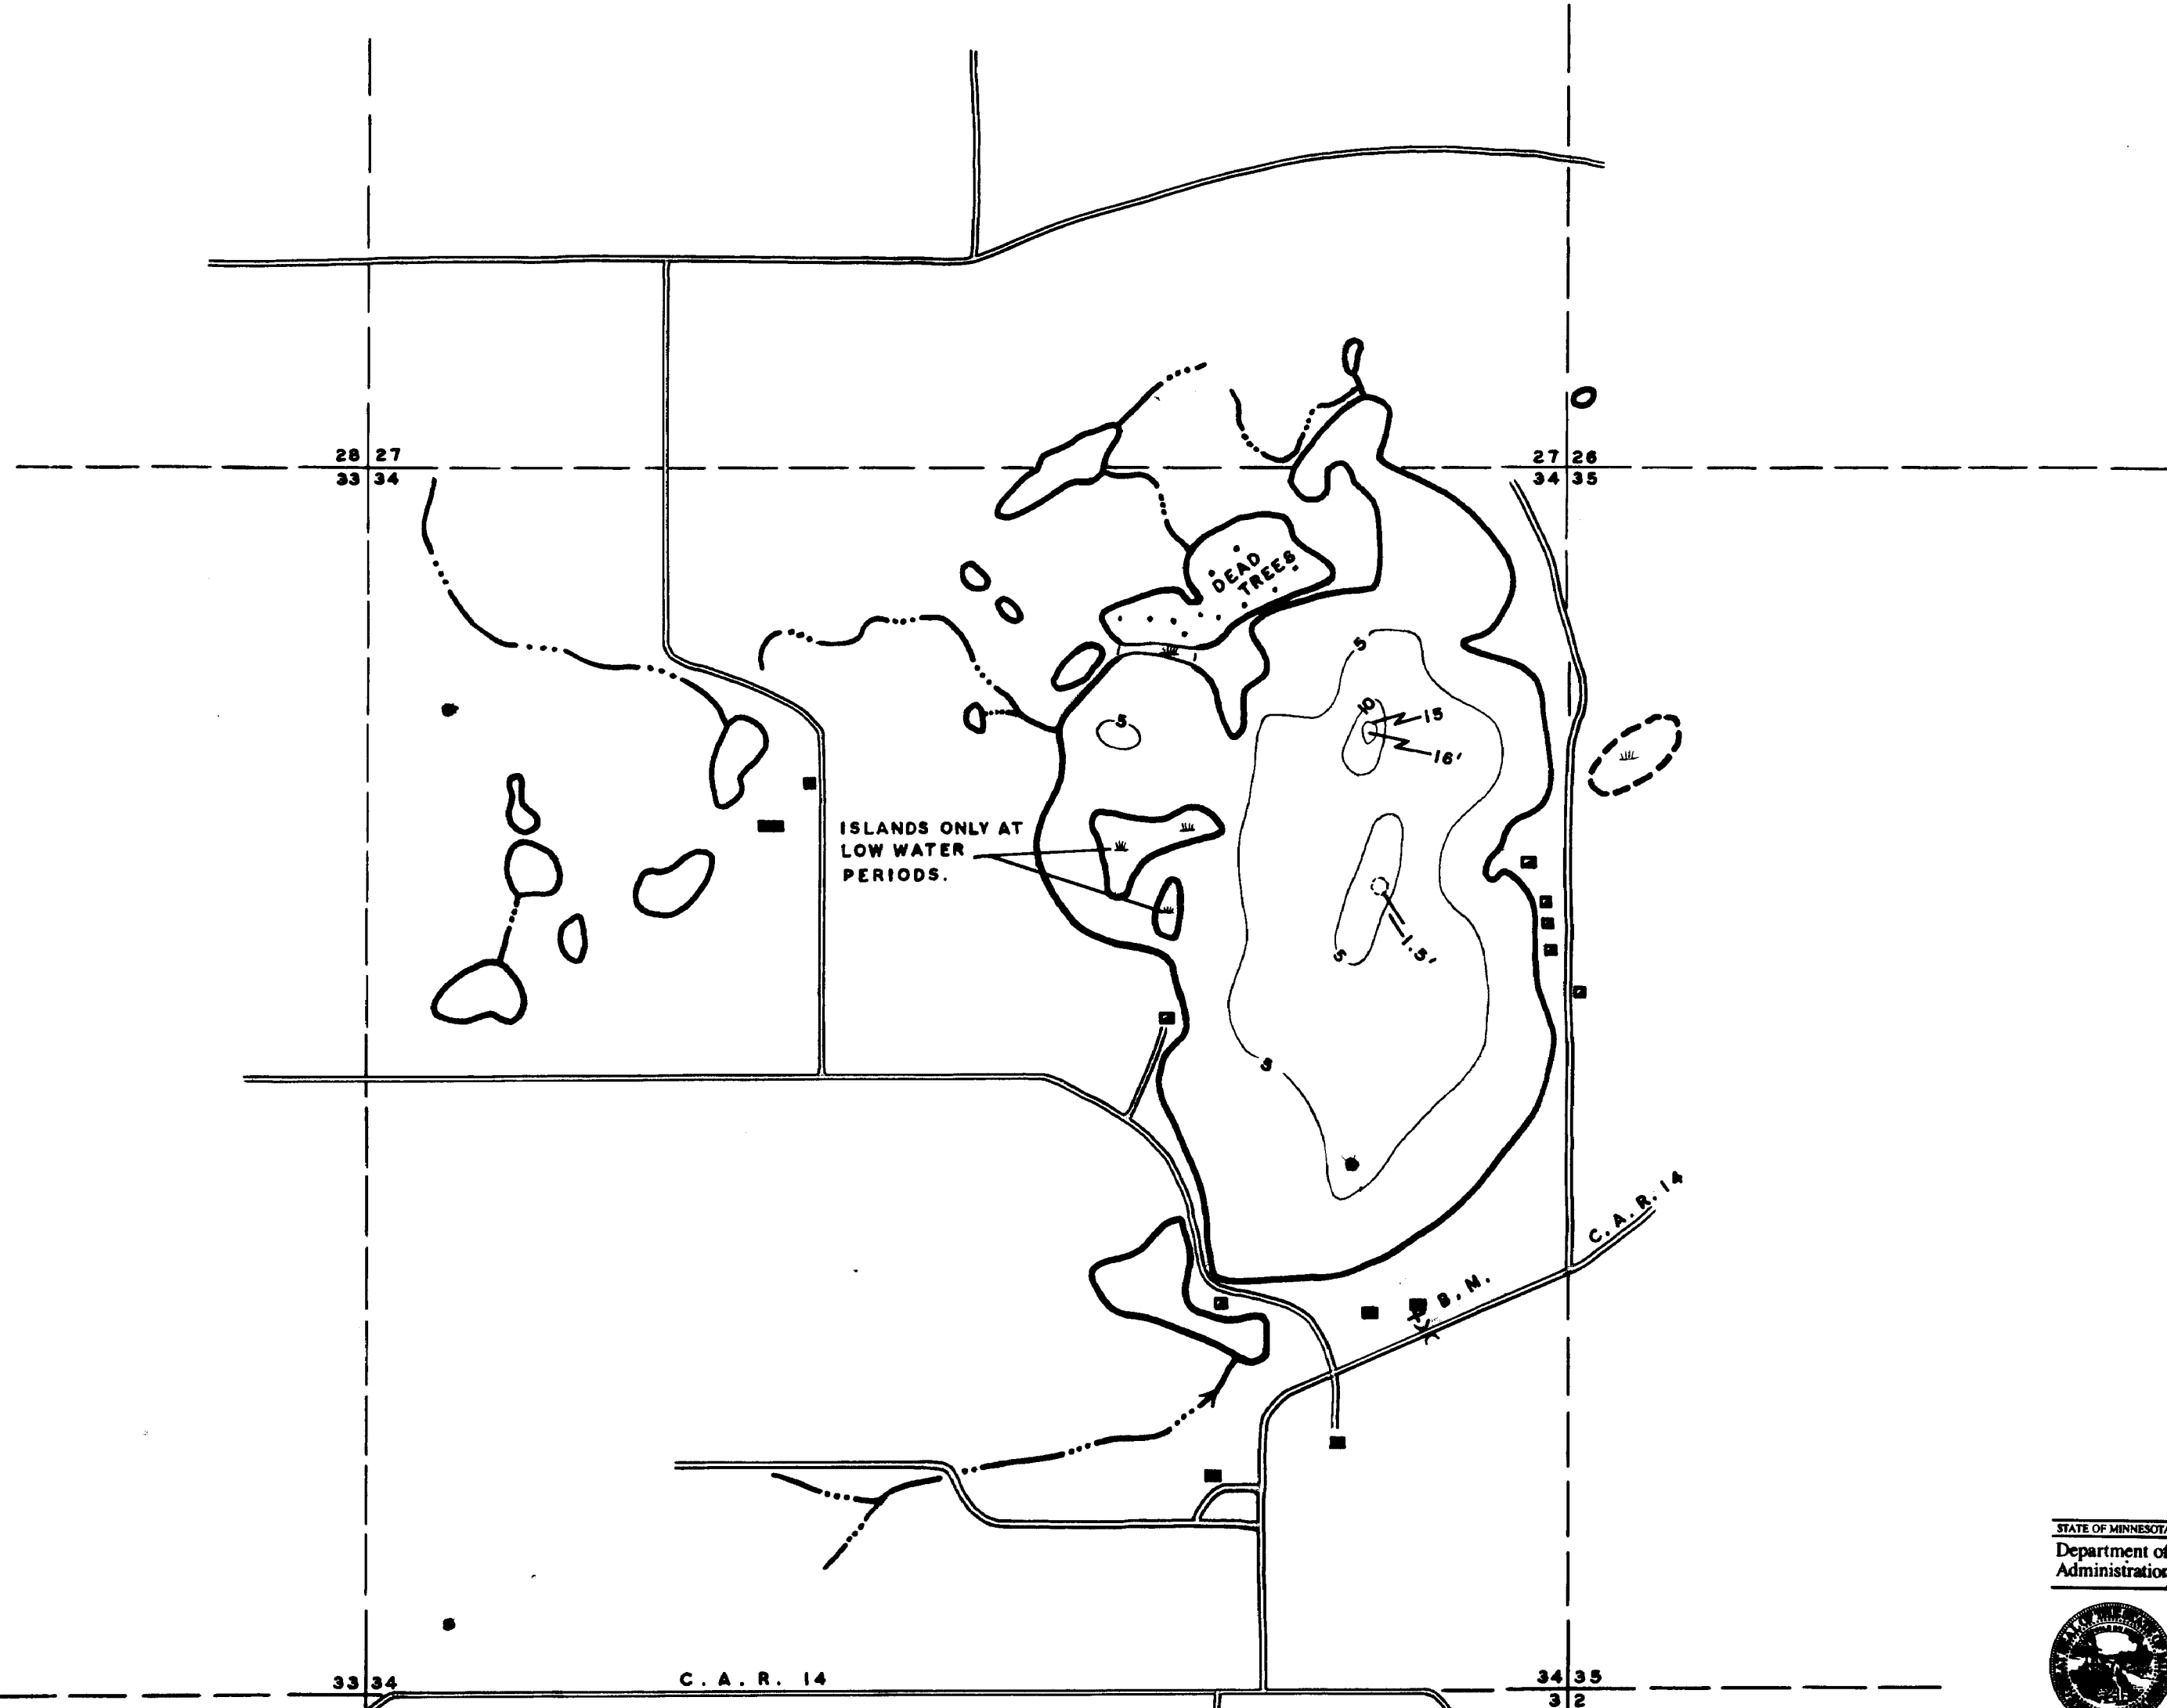 28 27
33 34
27 26
34 35
DEAD
TREES
5
10
15
16'
5
ISLANDS ONLY AT
LOW WATER
PERIODS.
5
1.5'
5
C. A. R. 14
B. M.
STATE OF MINNESOTA
Department of
Administration
33 34
C. A. R. 14
34 35
3 2